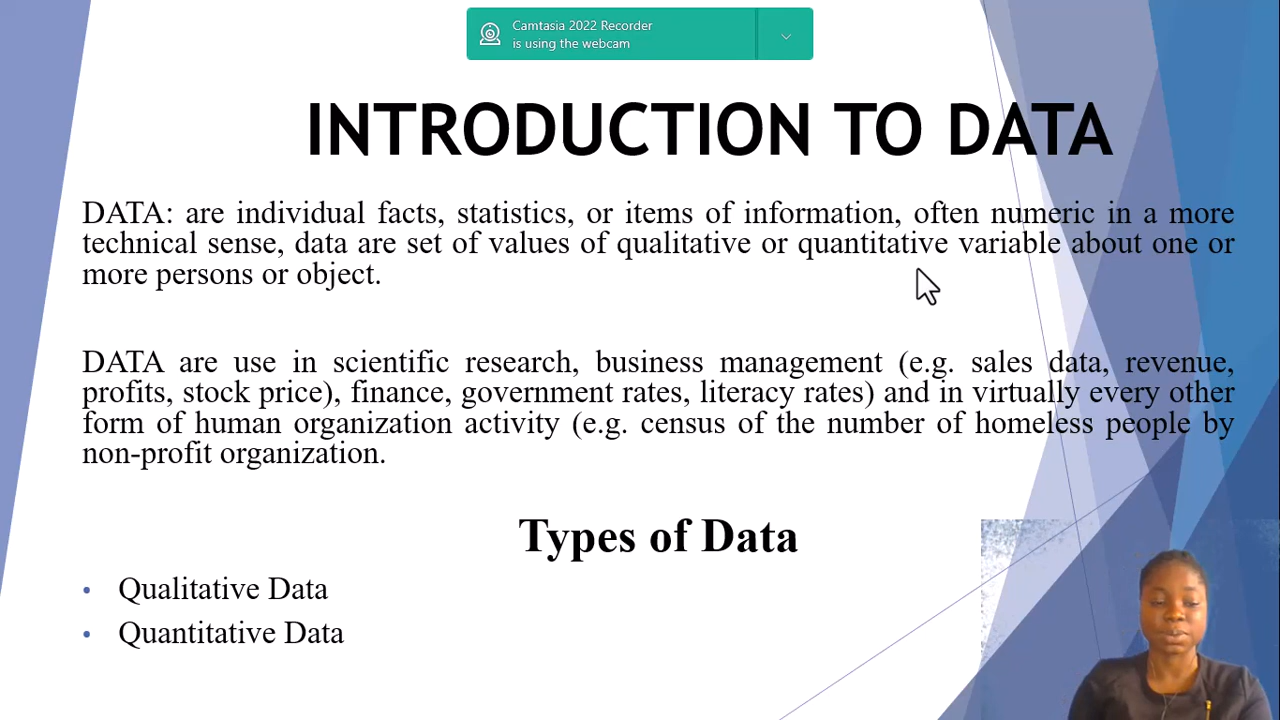 Camtasia 2022 Recorder
is using the webcam
INTRODUCTION TO DATA
DATA: are individual facts, statistics, or items of information, often numeric in a more
technical sense, data are set of values of qualitative or quantitative variable about one or
more persons or object.
DATA are use in scientific research, business management (e.g. sales data, revenue,
profits, stock price), finance, government rates, literacy rates) and in virtually every other
form of human organization activity (e.g. census of the number of homeless people by
non-profit organization.
Types of Data
• Qualitative Data
• Quantitative Data